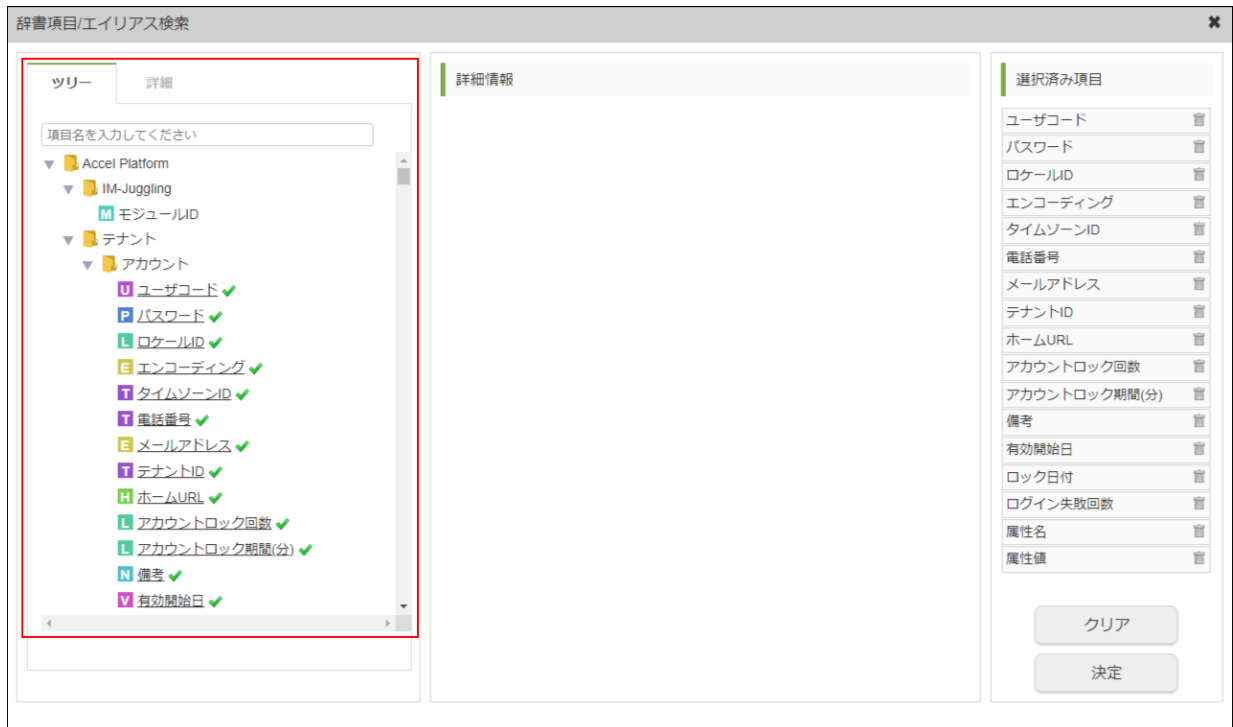 辞書項目/エイリアス検索
ツリー
詳細
項目名を入力してください
Accel Platform
IM-Juggling
M モジュールID
テナント
アカウント
U ユーザコード
P パスワード
L ロケールID
E エンコーディング
T タイムゾーンID
T 電話番号
E メールアドレス
T テナントID
H ホームURL
L アカウントロック回数
L アカウントロック期間(分)
N 備考
V 有効開始日
詳細情報
選択済み項目
ユーザコード
パスワード
ロケールID
エンコーディング
タイムゾーンID
電話番号
メールアドレス
テナントID
ホームURL
アカウントロック回数
アカウントロック期間(分)
備考
有効開始日
ロック日付
ログイン失敗回数
属性名
属性値
クリア
決定